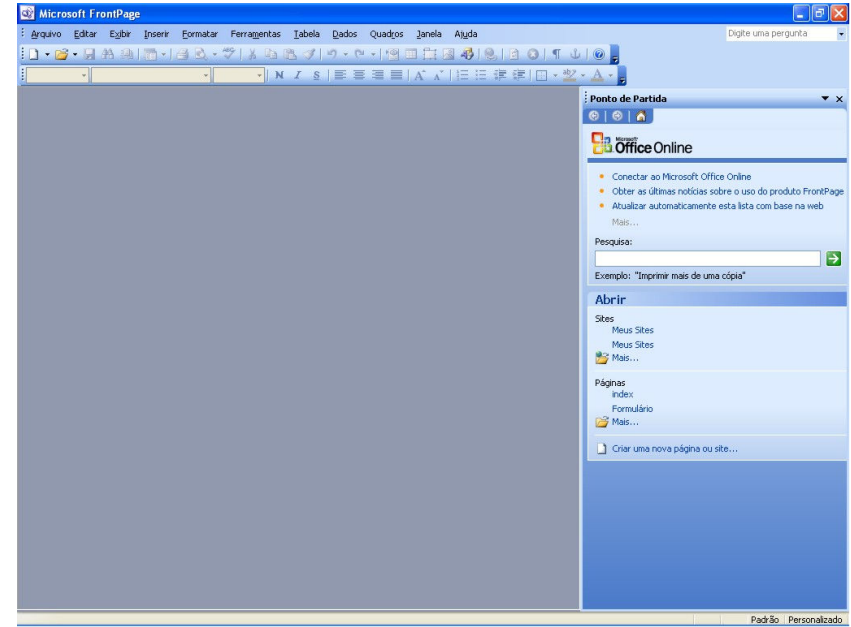 Microsoft FrontPage
Arquivo Editar Exibir Inserir Formatar Ferramentas Tabela Dados Quadros Janela Ajuda Digite uma pergunta
N I S
Ponto de Partida
Microsoft
Office Online
Conectar ao Microsoft Office Online
Obter as últimas notícias sobre o uso do produto FrontPage
Atualizar automaticamente esta lista com base na web
Mais...
Pesquisa:
Exemplo: "Imprimir mais de uma cópia"
Abrir
Sites
Meus Sites
Meus Sites
Mais...
Páginas
index
Formulário
Mais...
Criar uma nova página ou site...
Padrão Personalizado